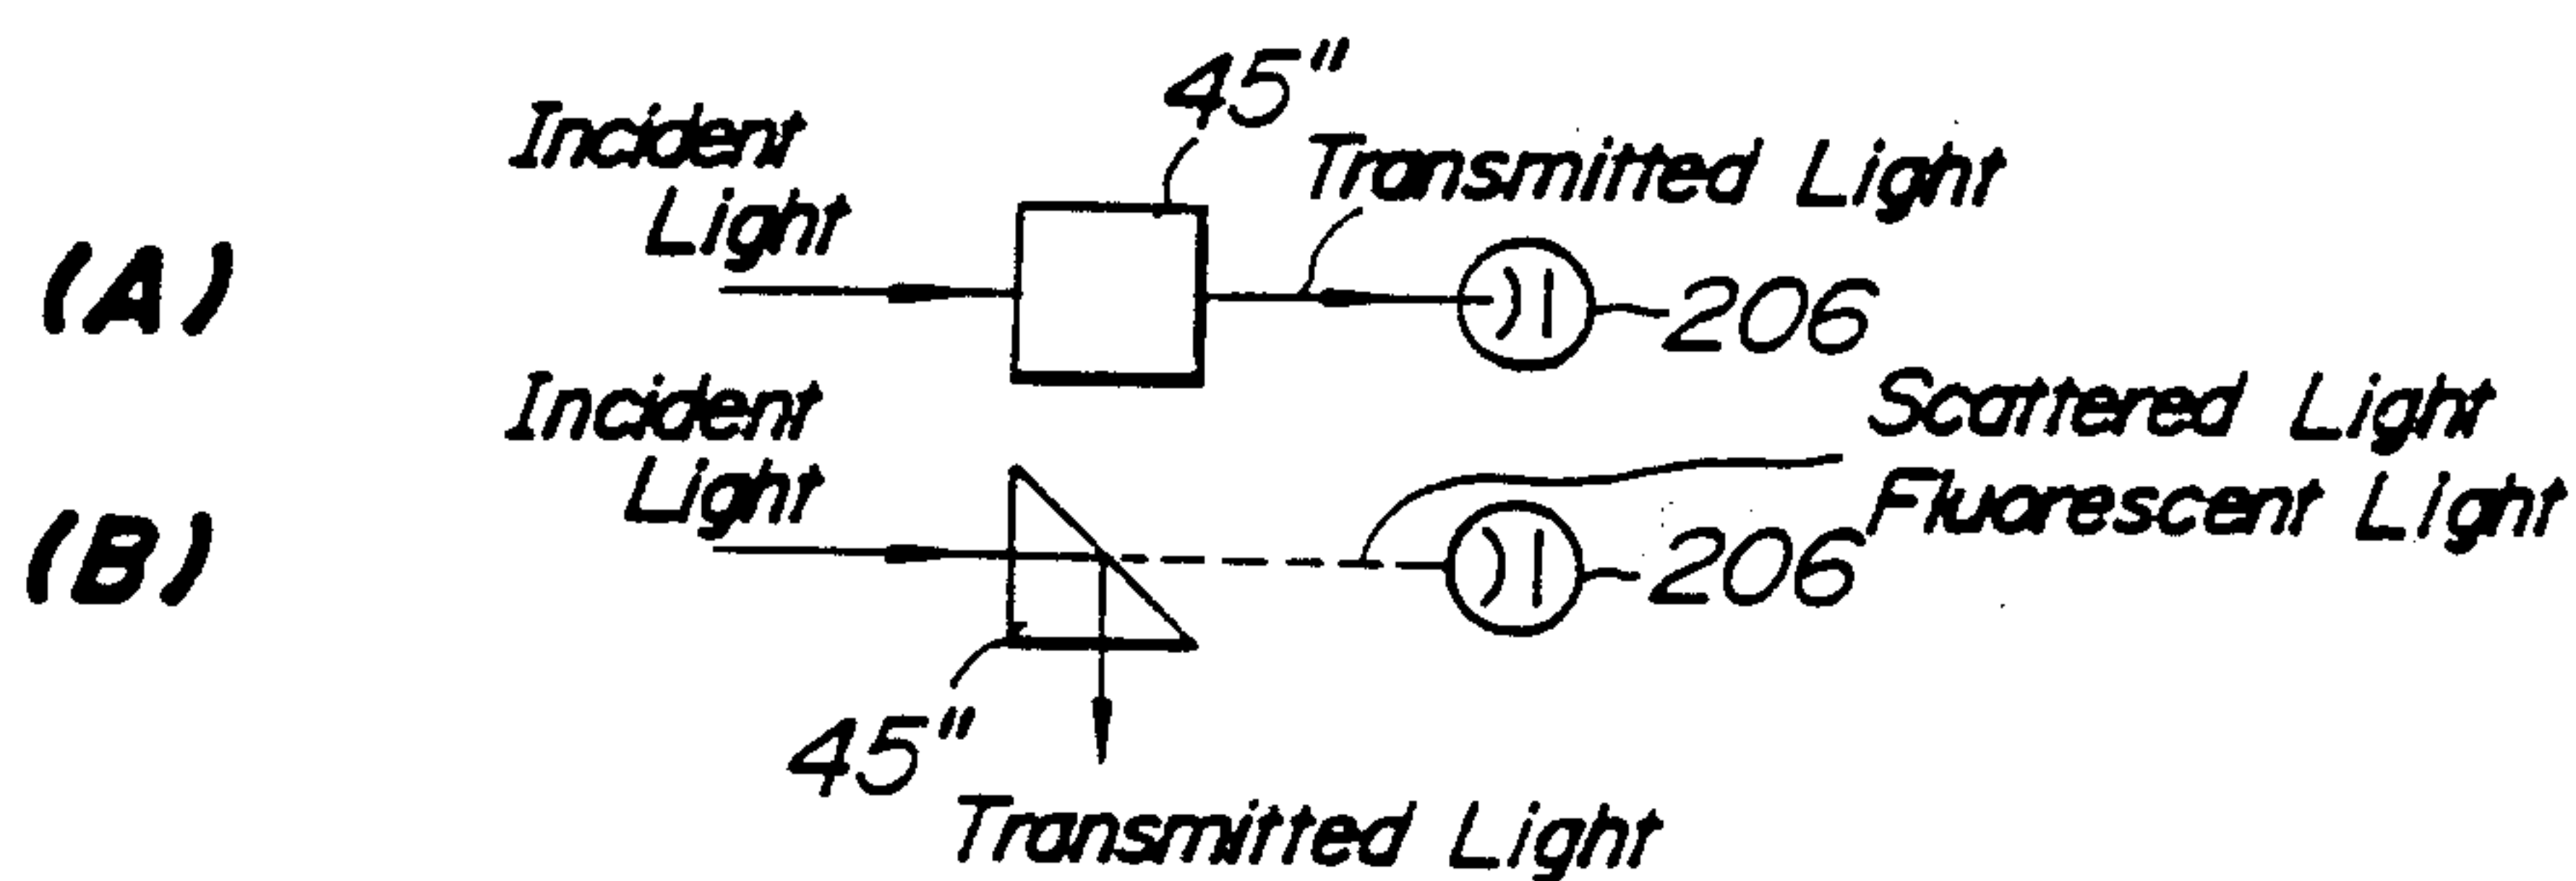 (A)
Incident
Light
45"
Transmitted Light
206
(B)
Incident
Light
Scattered Light
Fluorescent Light
206
45"
Transmitted Light